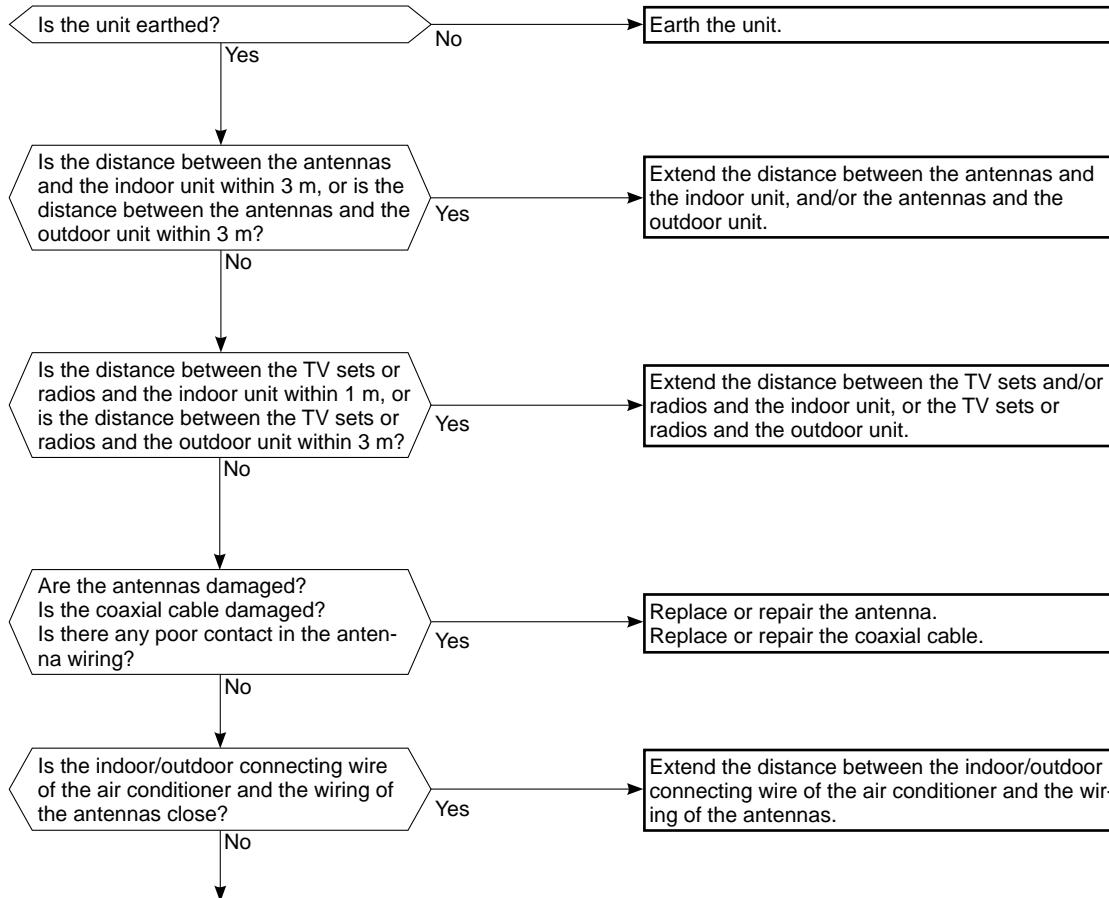 Is the unit earthed?
No
Earth the unit.
Yes
Is the distance between the antennas
and the indoor unit within 3 m, or is the
distance between the antennas and the
outdoor unit within 3 m?
Yes
Extend the distance between the antennas and
the indoor unit, and/or the antennas and the
outdoor unit.
No
Is the distance between the TV sets or
radios and the indoor unit within 1 m, or
is the distance between the TV sets or
radios and the outdoor unit within 3 m?
Yes
Extend the distance between the TV sets and/or
radios and the indoor unit, or the TV sets or
radios and the outdoor unit.
No
Are the antennas damaged?
Is the coaxial cable damaged?
Is there any poor contact in the anten-
na wiring?
Yes
Replace or repair the antenna.
Replace or repair the coaxial cable.
No
Is the indoor/outdoor connecting wire
of the air conditioner and the wiring of
the antennas close?
Yes
Extend the distance between the indoor/outdoor
connecting wire of the air conditioner and the wir-
ing of the antennas.
No